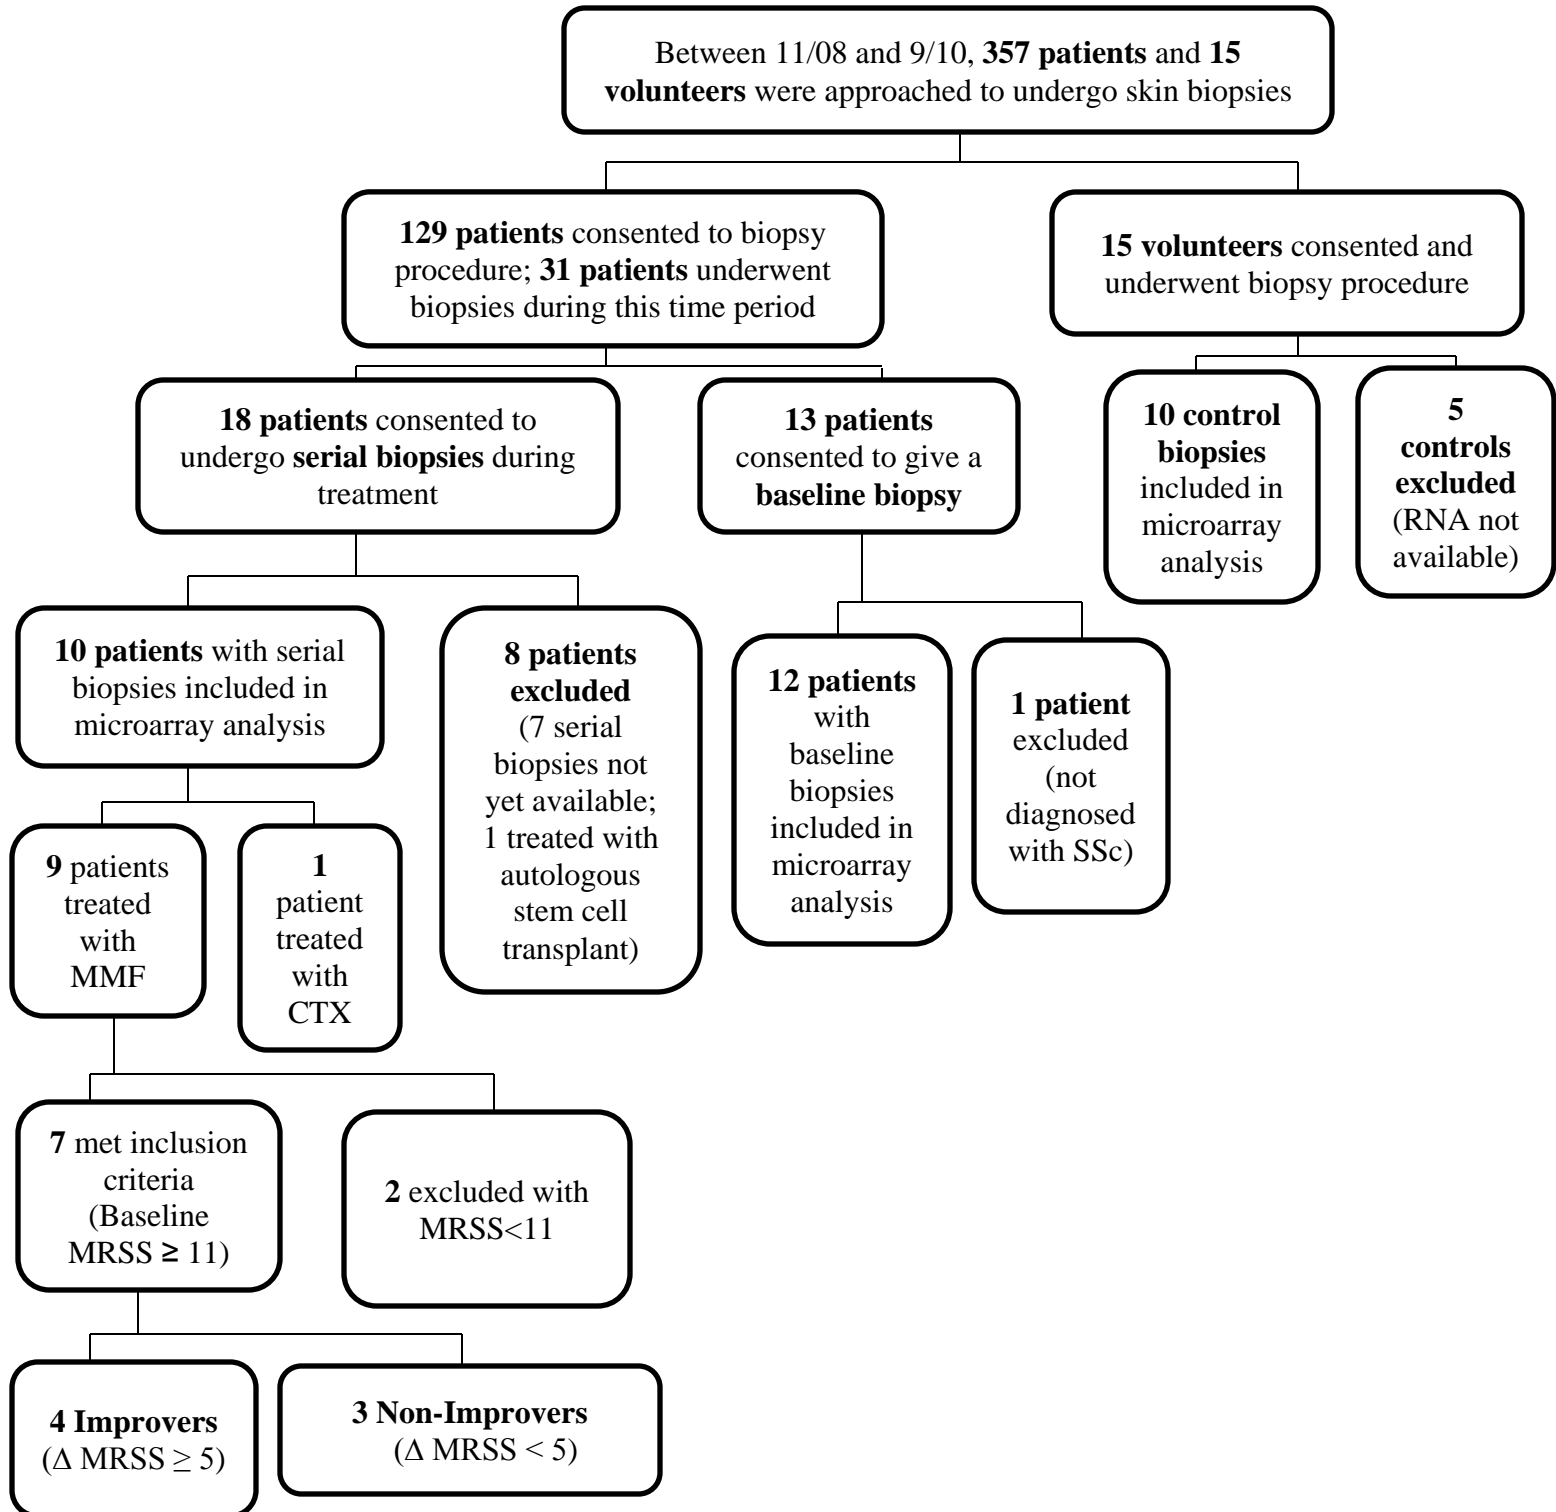 Between 11/08 and 9/10, 357 patients and 15
volunteers were approached to undergo skin biopsies
129 patients consented to biopsy
procedure; 31 patients underwent
biopsies during this time period
15 volunteers consented and
underwent biopsy procedure
18 patients consented to
undergo serial biopsies during
treatment
13 patients
consented to give a
baseline biopsy
10 control
biopsies
included in
microarray
analysis
5
controls
excluded
(RNA not
available)
10 patients with serial
biopsies included in
microarray analysis
8 patients
excluded
(7 serial
biopsies not
yet available;
1 treated with
autologous
stem cell
transplant)
12 patients
with
baseline
biopsies
included in
microarray
analysis
1 patient
excluded
(not
diagnosed
with SSc)
9 patients
treated
with
MMF
1
patient
treated
with
CTX
7 met inclusion
criteria
(Baseline
MRSS ≥ 11)
2 excluded with
MRSS<11
4 Improvers
(Δ MRSS ≥ 5)
3 Non-Improvers
(Δ MRSS < 5)